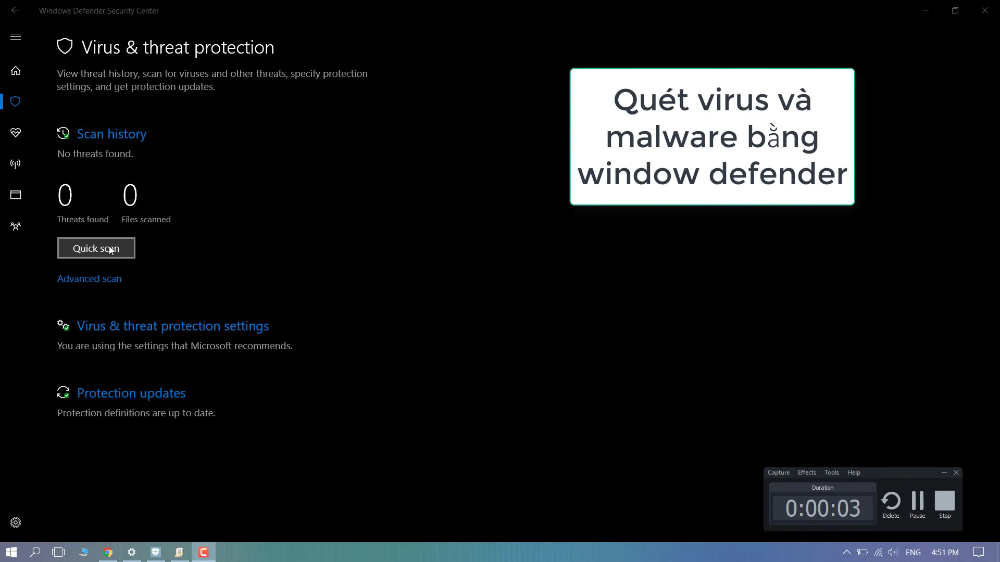 Windows Defender Security Center
Virus & threat protection
View threat history, scan for viruses and other threats, specify protection
settings, and get protection updates.
Scan history
No threats found.
0 0
Threats found Files scanned
Quick scan
Advanced scan
Virus & threat protection settings
You are using the settings that Microsoft recommends.
Protection updates
Protection definitions are up to date.
Quét virus và
malware bằng
window defender
Capture Effects Tools Help
Duration
0:00:03
Delete Pause Stop
ENG 4:51 PM